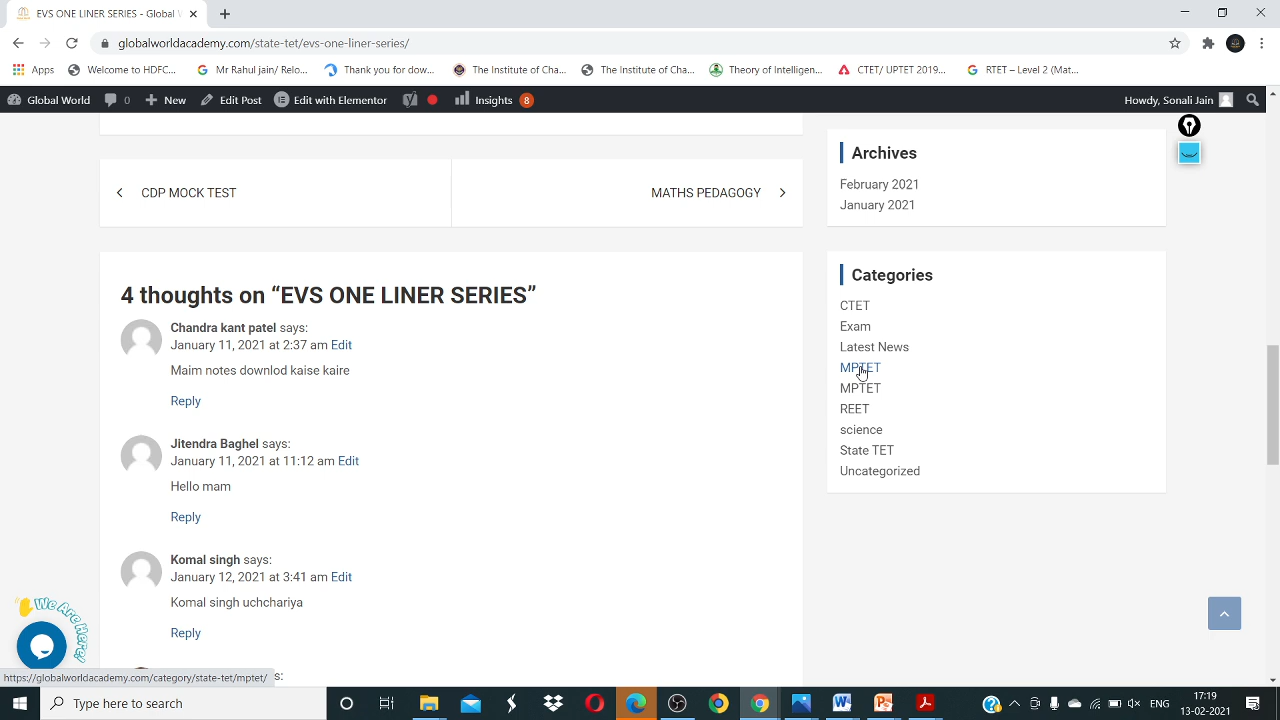 EVS ONE LINER SERIES - Global
globalworldacademy.com/state-tet/evs-one-liner-series/
Apps Welcome to HDFC... Mr Rahul jain/ Relo... Thank you for dow... The Institute of Cha... The Institute of Cha... Theory of Intelligen... CTET/ UPTET 2019... RTET – Level 2 (Mat...
Global World 0 New Edit Post Edit with Elementor Insights 8 Howdy, Sonali Jain
CDP MOCK TEST
MATHS PEDAGOGY
4 thoughts on “EVS ONE LINER SERIES”
Chandra kant patel says:
January 11, 2021 at 2:37 am Edit
Maim notes downlod kaise kaire
Reply
Jitendra Baghel says:
January 11, 2021 at 11:12 am Edit
Hello mam
Reply
Komal singh says:
January 12, 2021 at 3:41 am Edit
Komal singh uchchariya
Reply
s:
Archives
February 2021
January 2021
Categories
CTET
Exam
Latest News
MPTET
MPTET
REET
science
State TET
Uncategorized
We Are Here!
https://globalworldacademy.com/category/state-tet/mptet/
Type here to search
ENG
17:19
13-02-2021